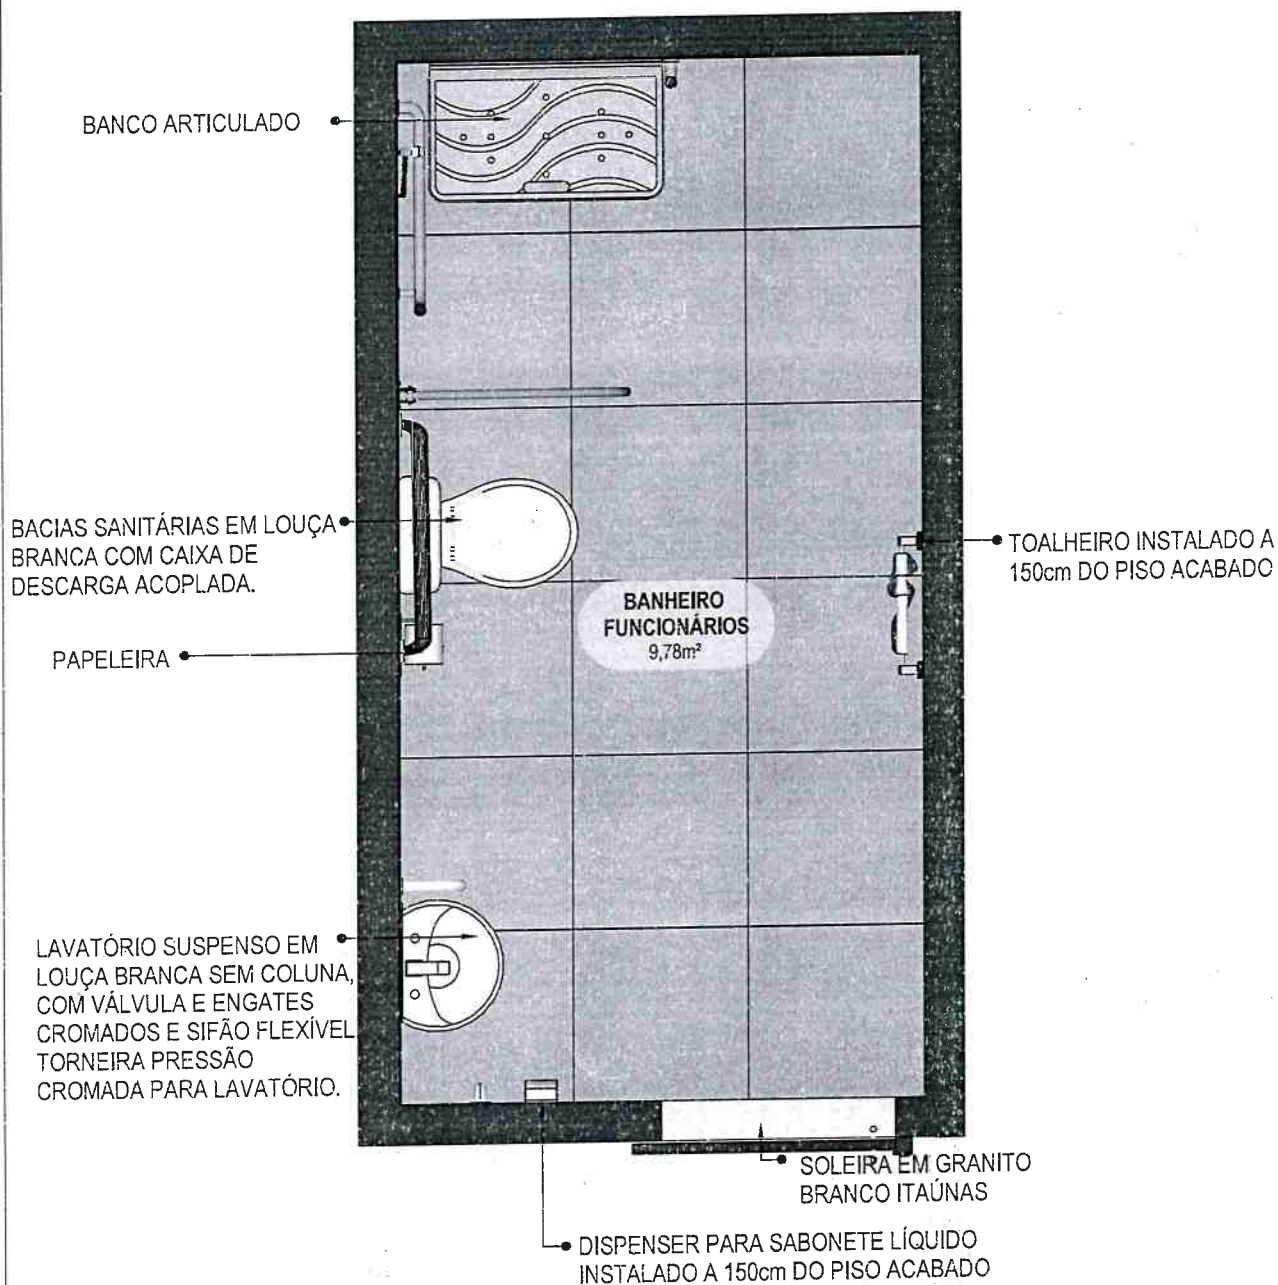 BANCO ARTICULADO
BACIAS SANITÁRIAS EM LOUÇA
BRANCA COM CAIXA DE
DESCARGA ACOPLADA.
TOALHEIRO INSTALADO A
150cm DO PISO ACABADO
BANHEIRO
FUNCIONÁRIOS
9,78m²
PAPELEIRA
LAVATÓRIO SUSPENSO EM
LOUÇA BRANCA SEM COLUNA,
COM VÁLVULA E ENGATES
CROMADOS E SIFÃO FLEXÍVEL
TORNEIRA PRESSÃO
CROMADA PARA LAVATÓRIO.
SOLEIRA EM GRANITO
BRANCO ITAÚNAS
DISPENSER PARA SABONETE LÍQUIDO
INSTALADO A 150cm DO PISO ACABADO